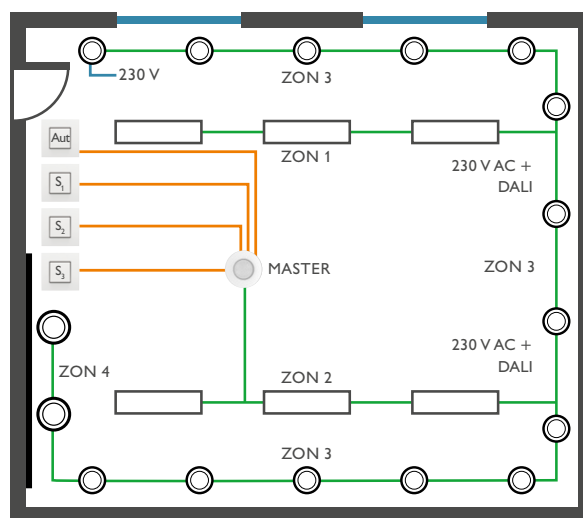 230 V
ZON 3
Aut
ZON 1
230 V AC +
DALI
S1
S2
S3
MASTER
ZON 3
230 V AC +
DALI
ZON 4
ZON 2
ZON 3